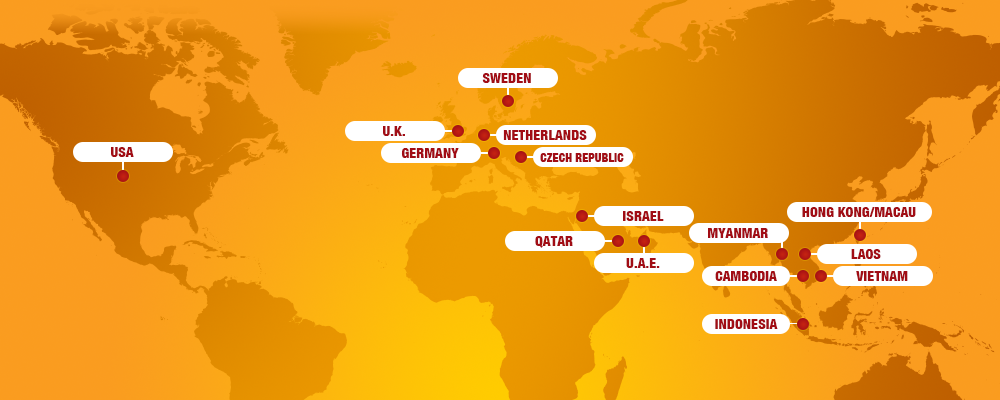 SWEDEN
U.K.
NETHERLANDS
USA
GERMANY
CZECH REPUBLIC
ISRAEL
HONG KONG/MACAU
QATAR
MYANMAR
U.A.E.
LAOS
CAMBODIA
VIETNAM
INDONESIA